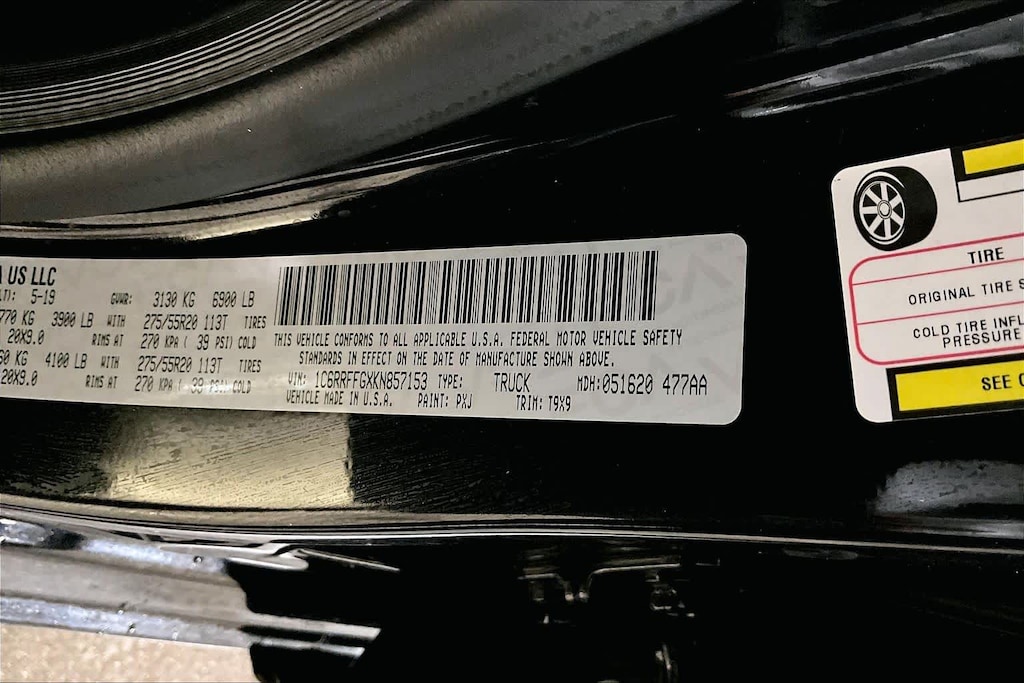 A US LLC
LT): 5-19 GVWR: 3130 KG 6900 LB
770 KG 3900 LB WITH 275/55R20 113T TIRES
20X9.0 RIMS AT 270 KPA ( 39 PSI) COLD
60 KG 4100 LB WITH 275/55R20 113T TIRES
20X9.0 RIMS AT 270 KPA ( 39 PSI) COLD
THIS VEHICLE CONFORMS TO ALL APPLICABLE U.S.A. FEDERAL MOTOR VEHICLE SAFETY
STANDARDS IN EFFECT ON THE DATE OF MANUFACTURE SHOWN ABOVE.
VIN: 1C6RRFFGXKN857153 TYPE: TRUCK MDH: 051620 477AA
VEHICLE MADE IN U.S.A. PAINT: PXJ TRIM: T9X9
TIRE
ORIGINAL TIRE S
COLD TIRE INFL
PRESSURE
SEE O